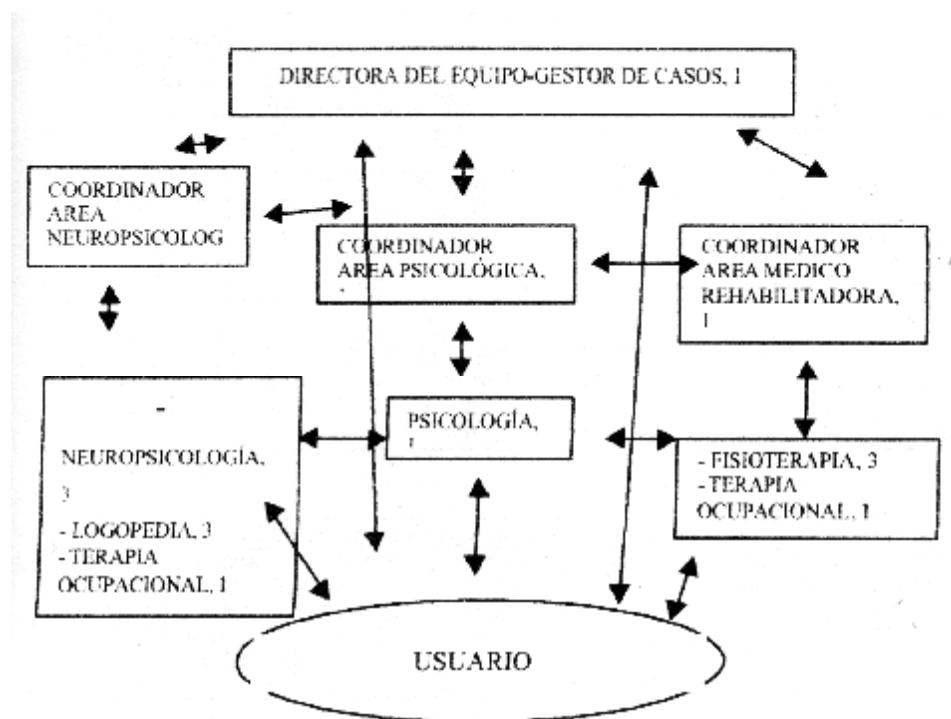 DIRECTORA DEL EQUIPO-GESTOR DE CASOS, 1
COORDINADOR
AREA
NEUROPSICOLOG
COORDINADOR
AREA PSICOLÓGICA,
COORDINADOR
AREA MEDICO
REHABILITADORA,
1
-
NEUROPSICOLOGÍA,
3
- LOGOPEDIA, 3
- TERAPIA
OCUPACIONAL, 1
PSICOLOGÍA,
- FISIOTERAPIA, 3
- TERAPIA
OCUPACIONAL, 1
USUARIO